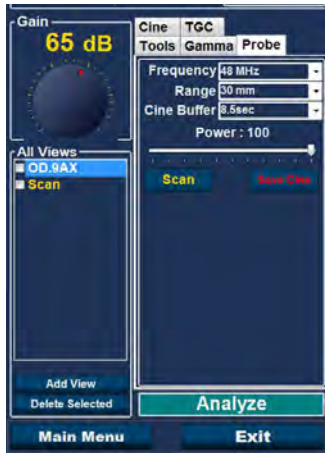 Gain
65 dB
Cine TGC
Tools Gamma Probe
Frequency 48 MHz
Range 30 mm
Cine Buffer 8.5sec
Power : 100
All Views
OD.9AX
Scan
Scan Save Cine
Add View
Delete Selected
Analyze
Main Menu Exit